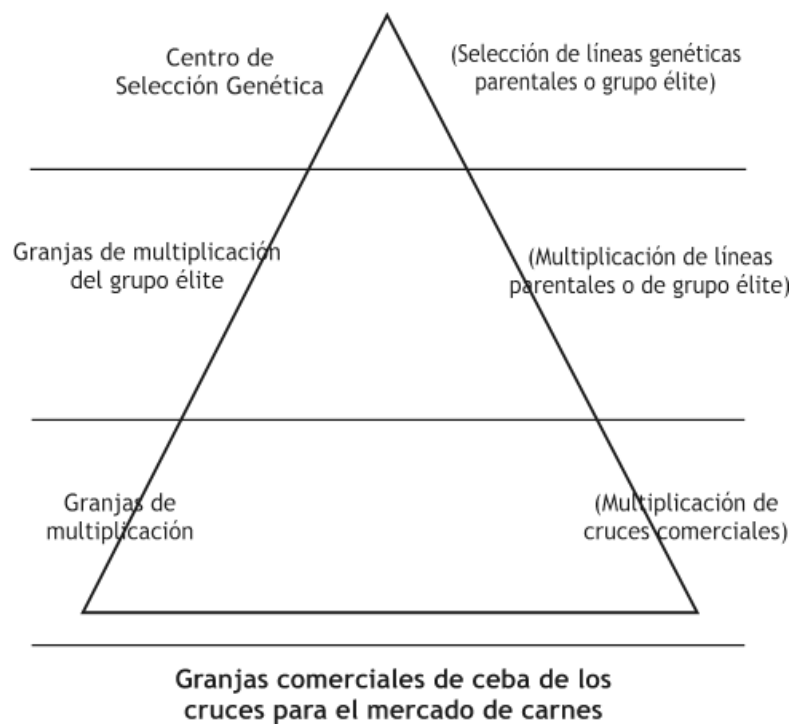 Centro de
Selección Genética
(Selección de líneas genéticas
parentales o grupo élite)
Granjas de multiplicación
del grupo élite
(Multiplicación de líneas
parentales o de grupo élite)
Granjas de
multiplicación
(Multiplicación de
cruces comerciales)
Granjas comerciales de ceba de los
cruces para el mercado de carnes